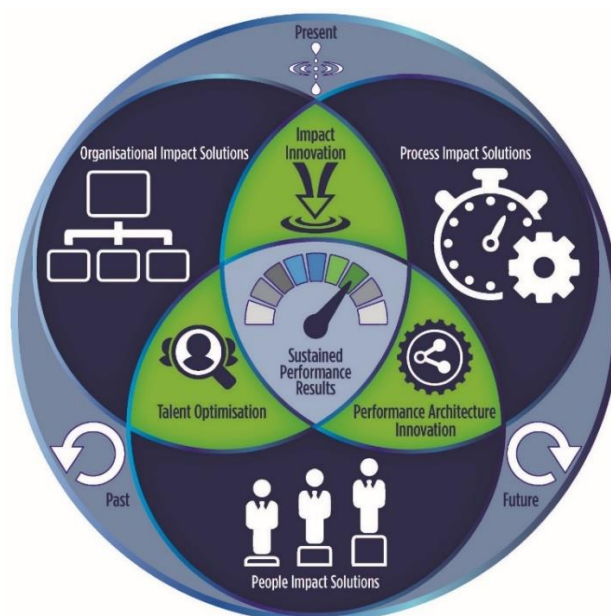 Present
Organisational Impact Solutions
Impact
Innovation
Process Impact Solutions
Sustained
Performance
Results
Talent Optimisation
Performance Architecture
Innovation
Past
Future
People Impact Solutions